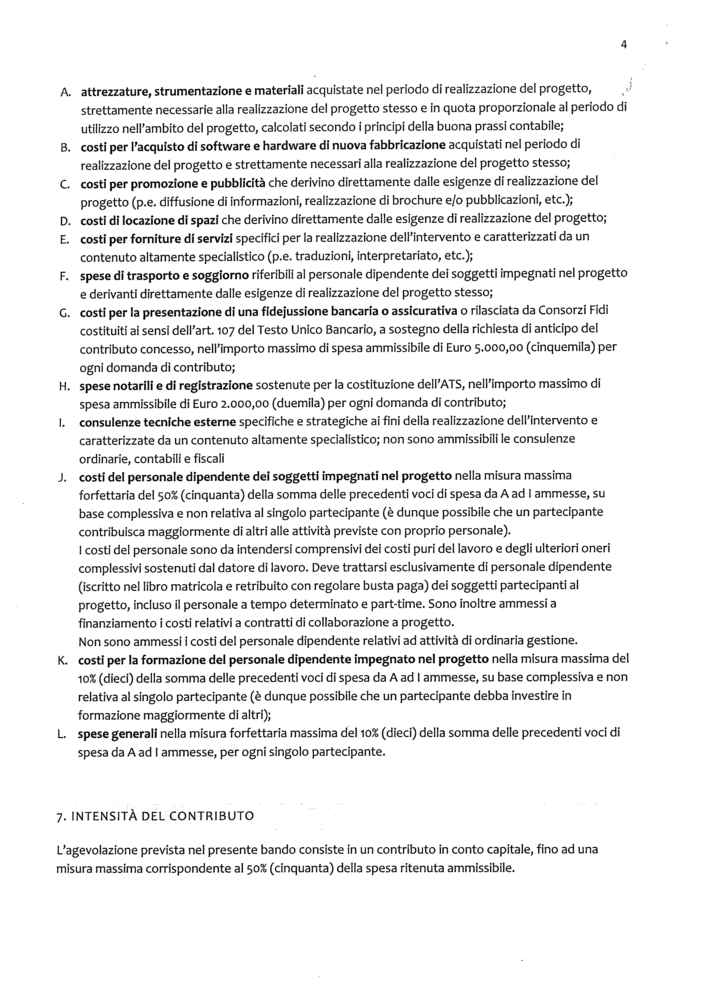 4
A. attrezzature, strumentazione e materiali acquistate nel periodo di realizzazione del progetto,
strettamente necessarie alla realizzazione del progetto stesso e in quota proporzionale al periodo di
utilizzo nell'ambito del progetto, calcolati secondo i principi della buona prassi contabile;
B. costi per l'acquisto di software e hardware di nuova fabbricazione acquistati nel periodo di
realizzazione del progetto e strettamente necessari alla realizzazione del progetto stesso;
C. costi per promozione e pubblicità che derivino direttamente dalle esigenze di realizzazione del
progetto (p.e. diffusione di informazioni, realizzazione di brochure e/o pubblicazioni, etc.);
D. costi di locazione di spazi che derivino direttamente dalle esigenze di realizzazione del progetto;
E. costi per forniture di servizi specifici per la realizzazione dell'intervento e caratterizzati da un
contenuto altamente specialistico (p.e. traduzioni, interpretariato, etc.);
F. spese di trasporto e soggiorno riferibili al personale dipendente dei soggetti impegnati nel progetto
e derivanti direttamente dalle esigenze di realizzazione del progetto stesso;
G. costi per la presentazione di una fidejussione bancaria o assicurativa o rilasciata da Consorzi Fidi
costituiti ai sensi dell'art. 107 del Testo Unico Bancario, a sostegno della richiesta di anticipo del
contributo concesso, nell'importo massimo di spesa ammissibile di Euro 5.000,00 (cinquemila) per
ogni domanda di contributo;
H. spese notarili e di registrazione sostenute per la costituzione dell'ATS, nell'importo massimo di
spesa ammissibile di Euro 2.000,00 (duemila) per ogni domanda di contributo;
I. consulenze tecniche esterne specifiche e strategiche ai fini della realizzazione dell'intervento e
caratterizzate da un contenuto altamente specialistico; non sono ammissibili le consulenze
ordinarie, contabili e fiscali
J. costi del personale dipendente dei soggetti impegnati nel progetto nella misura massima
forfettaria del 50% (cinquanta) della somma delle precedenti voci di spesa da A ad I ammesse, su
base complessiva e non relativa al singolo partecipante (è dunque possibile che un partecipante
contribuisca maggiormente di altri alle attività previste con proprio personale).
I costi del personale sono da intendersi comprensivi dei costi puri del lavoro e degli ulteriori oneri
complessivi sostenuti dal datore di lavoro. Deve trattarsi esclusivamente di personale dipendente
(iscritto nel libro matricola e retribuito con regolare busta paga) dei soggetti partecipanti al
progetto, incluso il personale a tempo determinato e part-time. Sono inoltre ammessi a
finanziamento i costi relativi a contratti di collaborazione a progetto.
Non sono ammessi i costi del personale dipendente relativi ad attività di ordinaria gestione.
K. costi per la formazione del personale dipendente impegnato nel progetto nella misura massima del
10% (dieci) della somma delle precedenti voci di spesa da A ad I ammesse, su base complessiva e non
relativa al singolo partecipante (è dunque possibile che un partecipante debba investire in
formazione maggiormente di altri);
L. spese generali nella misura forfettaria massima del 10% (dieci) della somma delle precedenti voci di
spesa da A ad I ammesse, per ogni singolo partecipante.
7. INTENSITÀ DEL CONTRIBUTO
L'agevolazione prevista nel presente bando consiste in un contributo in conto capitale, fino ad una
misura massima corrispondente al 50% (cinquanta) della spesa ritenuta ammissibile.